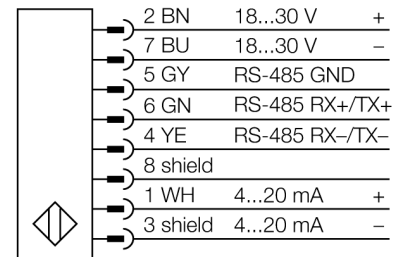 2 BN 18...30 V +
7 BU 18...30 V –
5 GY RS-485 GND
6 GN RS-485 RX+/TX+
4 YE RS-485 RX–/TX–
8 shield
1 WH 4...20 mA +
3 shield 4...20 mA –